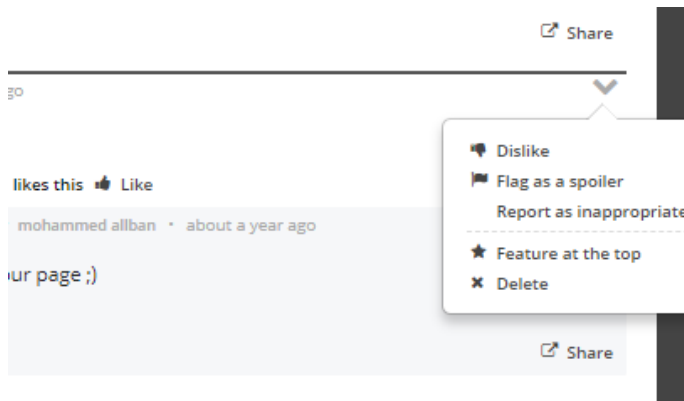 Share
go
Dislike
likes this Like
Flag as a spoiler
Report as inappropriate
mohammed allban · about a year ago
Feature at the top
our page ;)
Delete
Share